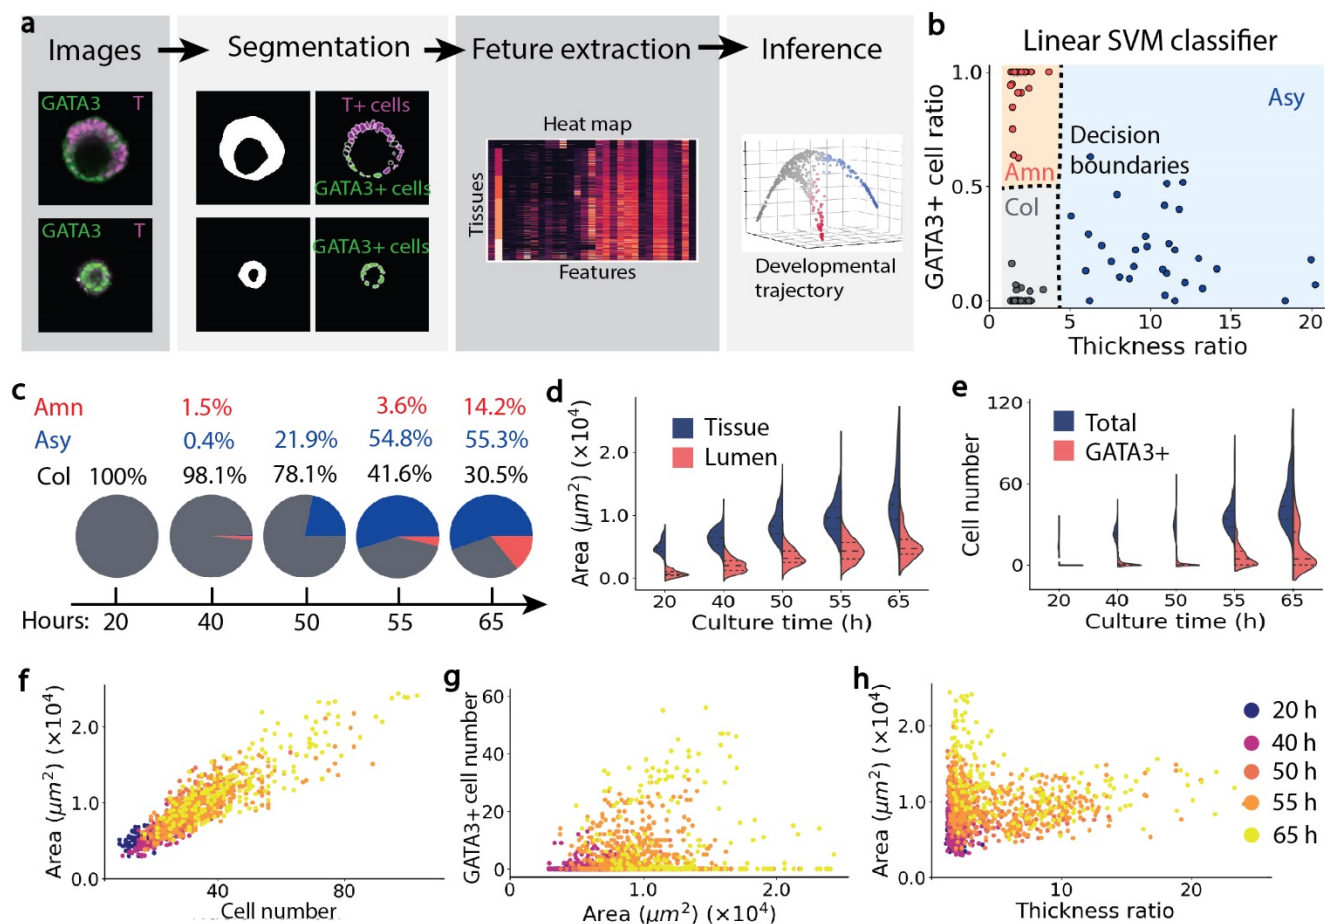 a
Images
Segmentation
Feture extraction
Inference
GATA3 T
T+ cells
GATA3+ cells
Heat map
Tissues
Features
GATA3 T
GATA3+ cells
Developmental
trajectory
b
Linear SVM classifier
GATA3+ cell ratio
1.0
0.5
0.0
Asy
Decision
boundaries
Amn
Col
0 5 10 15 20
Thickness ratio
c
Amn 1.5% 3.6% 14.2%
Asy 0.4% 21.9% 54.8% 55.3%
Col 100% 98.1% 78.1% 41.6% 30.5%
Hours: 20 40 50 55 65
d
Area (μm²) (×10⁴)
2.0
1.0
0.0
Tissue
Lumen
20 40 50 55 65
Culture time (h)
e
Cell number
120
60
0
Total
GATA3+
20 40 50 55 65
Culture time (h)
f
Area (μm²) (×10⁴)
2.0
1.0
0.0
40 80
Cell number
g
GATA3+ cell number
60
40
20
0
0 1.0 2.0
Area (μm²) (×10⁴)
h
Area (μm²) (×10⁴)
2.0
1.0
0.0
10 20
Thickness ratio
20 h
40 h
50 h
55 h
65 h